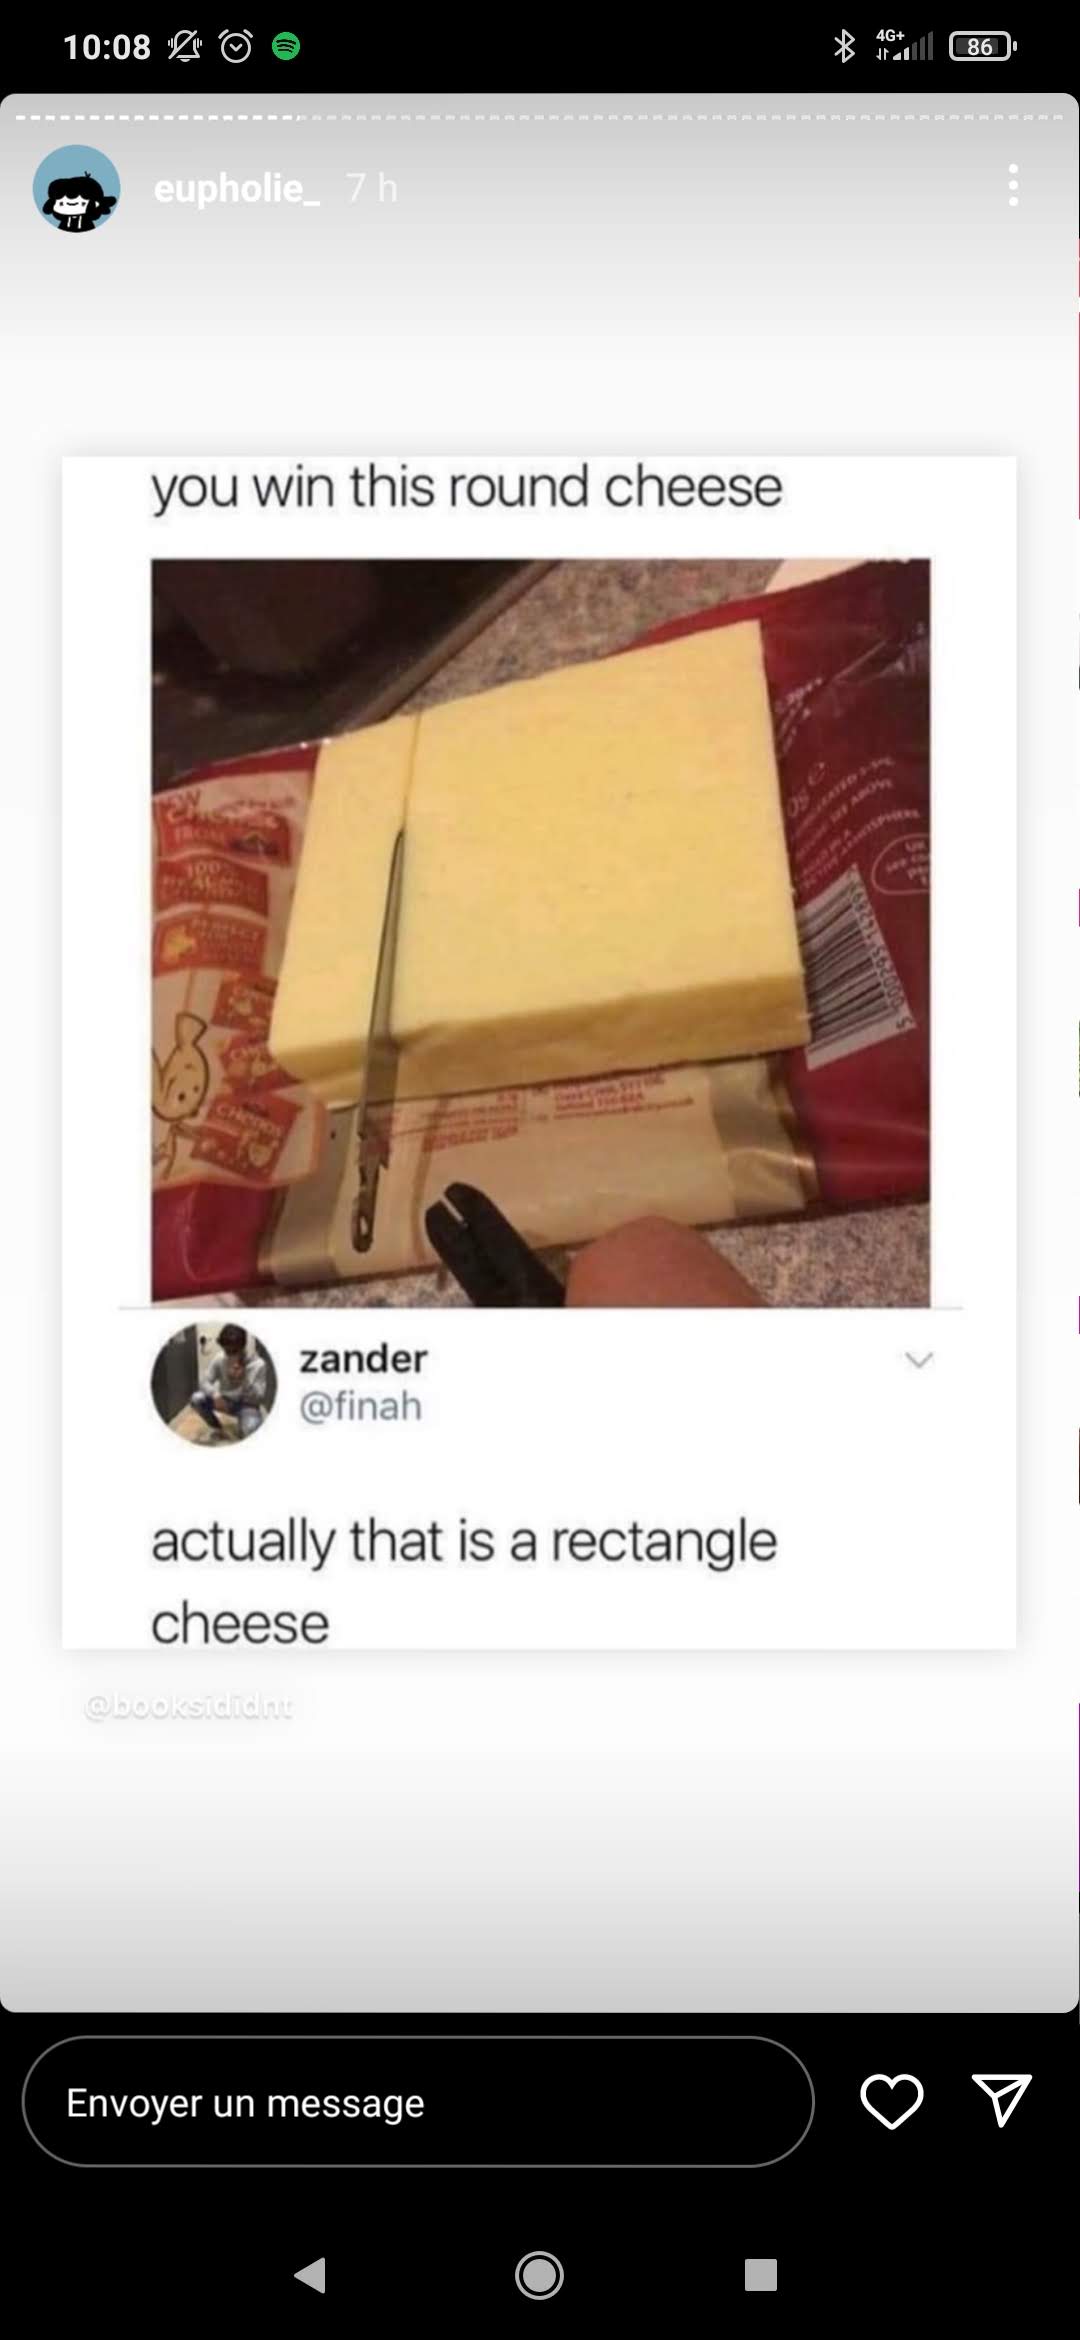 10:08
4G+
86
eupholie_ 7 h
you win this round cheese
zander
@finah
actually that is a rectangle
cheese
@booksididnt
Envoyer un message